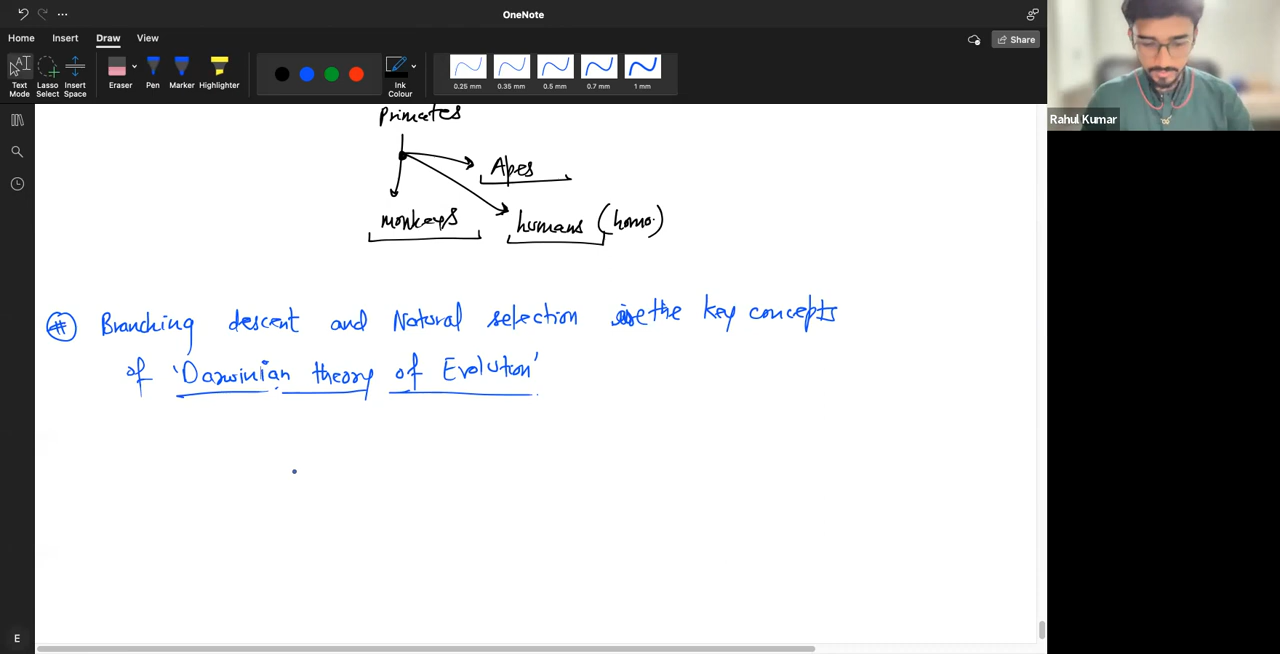 OneNote
Home Insert Draw View
Share
Text Mode
Lasso Select
Insert Space
Eraser
Pen
Marker
Highlighter
Ink Colour
0.25 mm 0.35 mm 0.5 mm 0.7 mm 1 mm
Rahul Kumar
Primates
Apes
monkeys humans (homo.)
# Branching descent and Natural selection the key concepts
of 'Darwinian theory of Evolution'
E